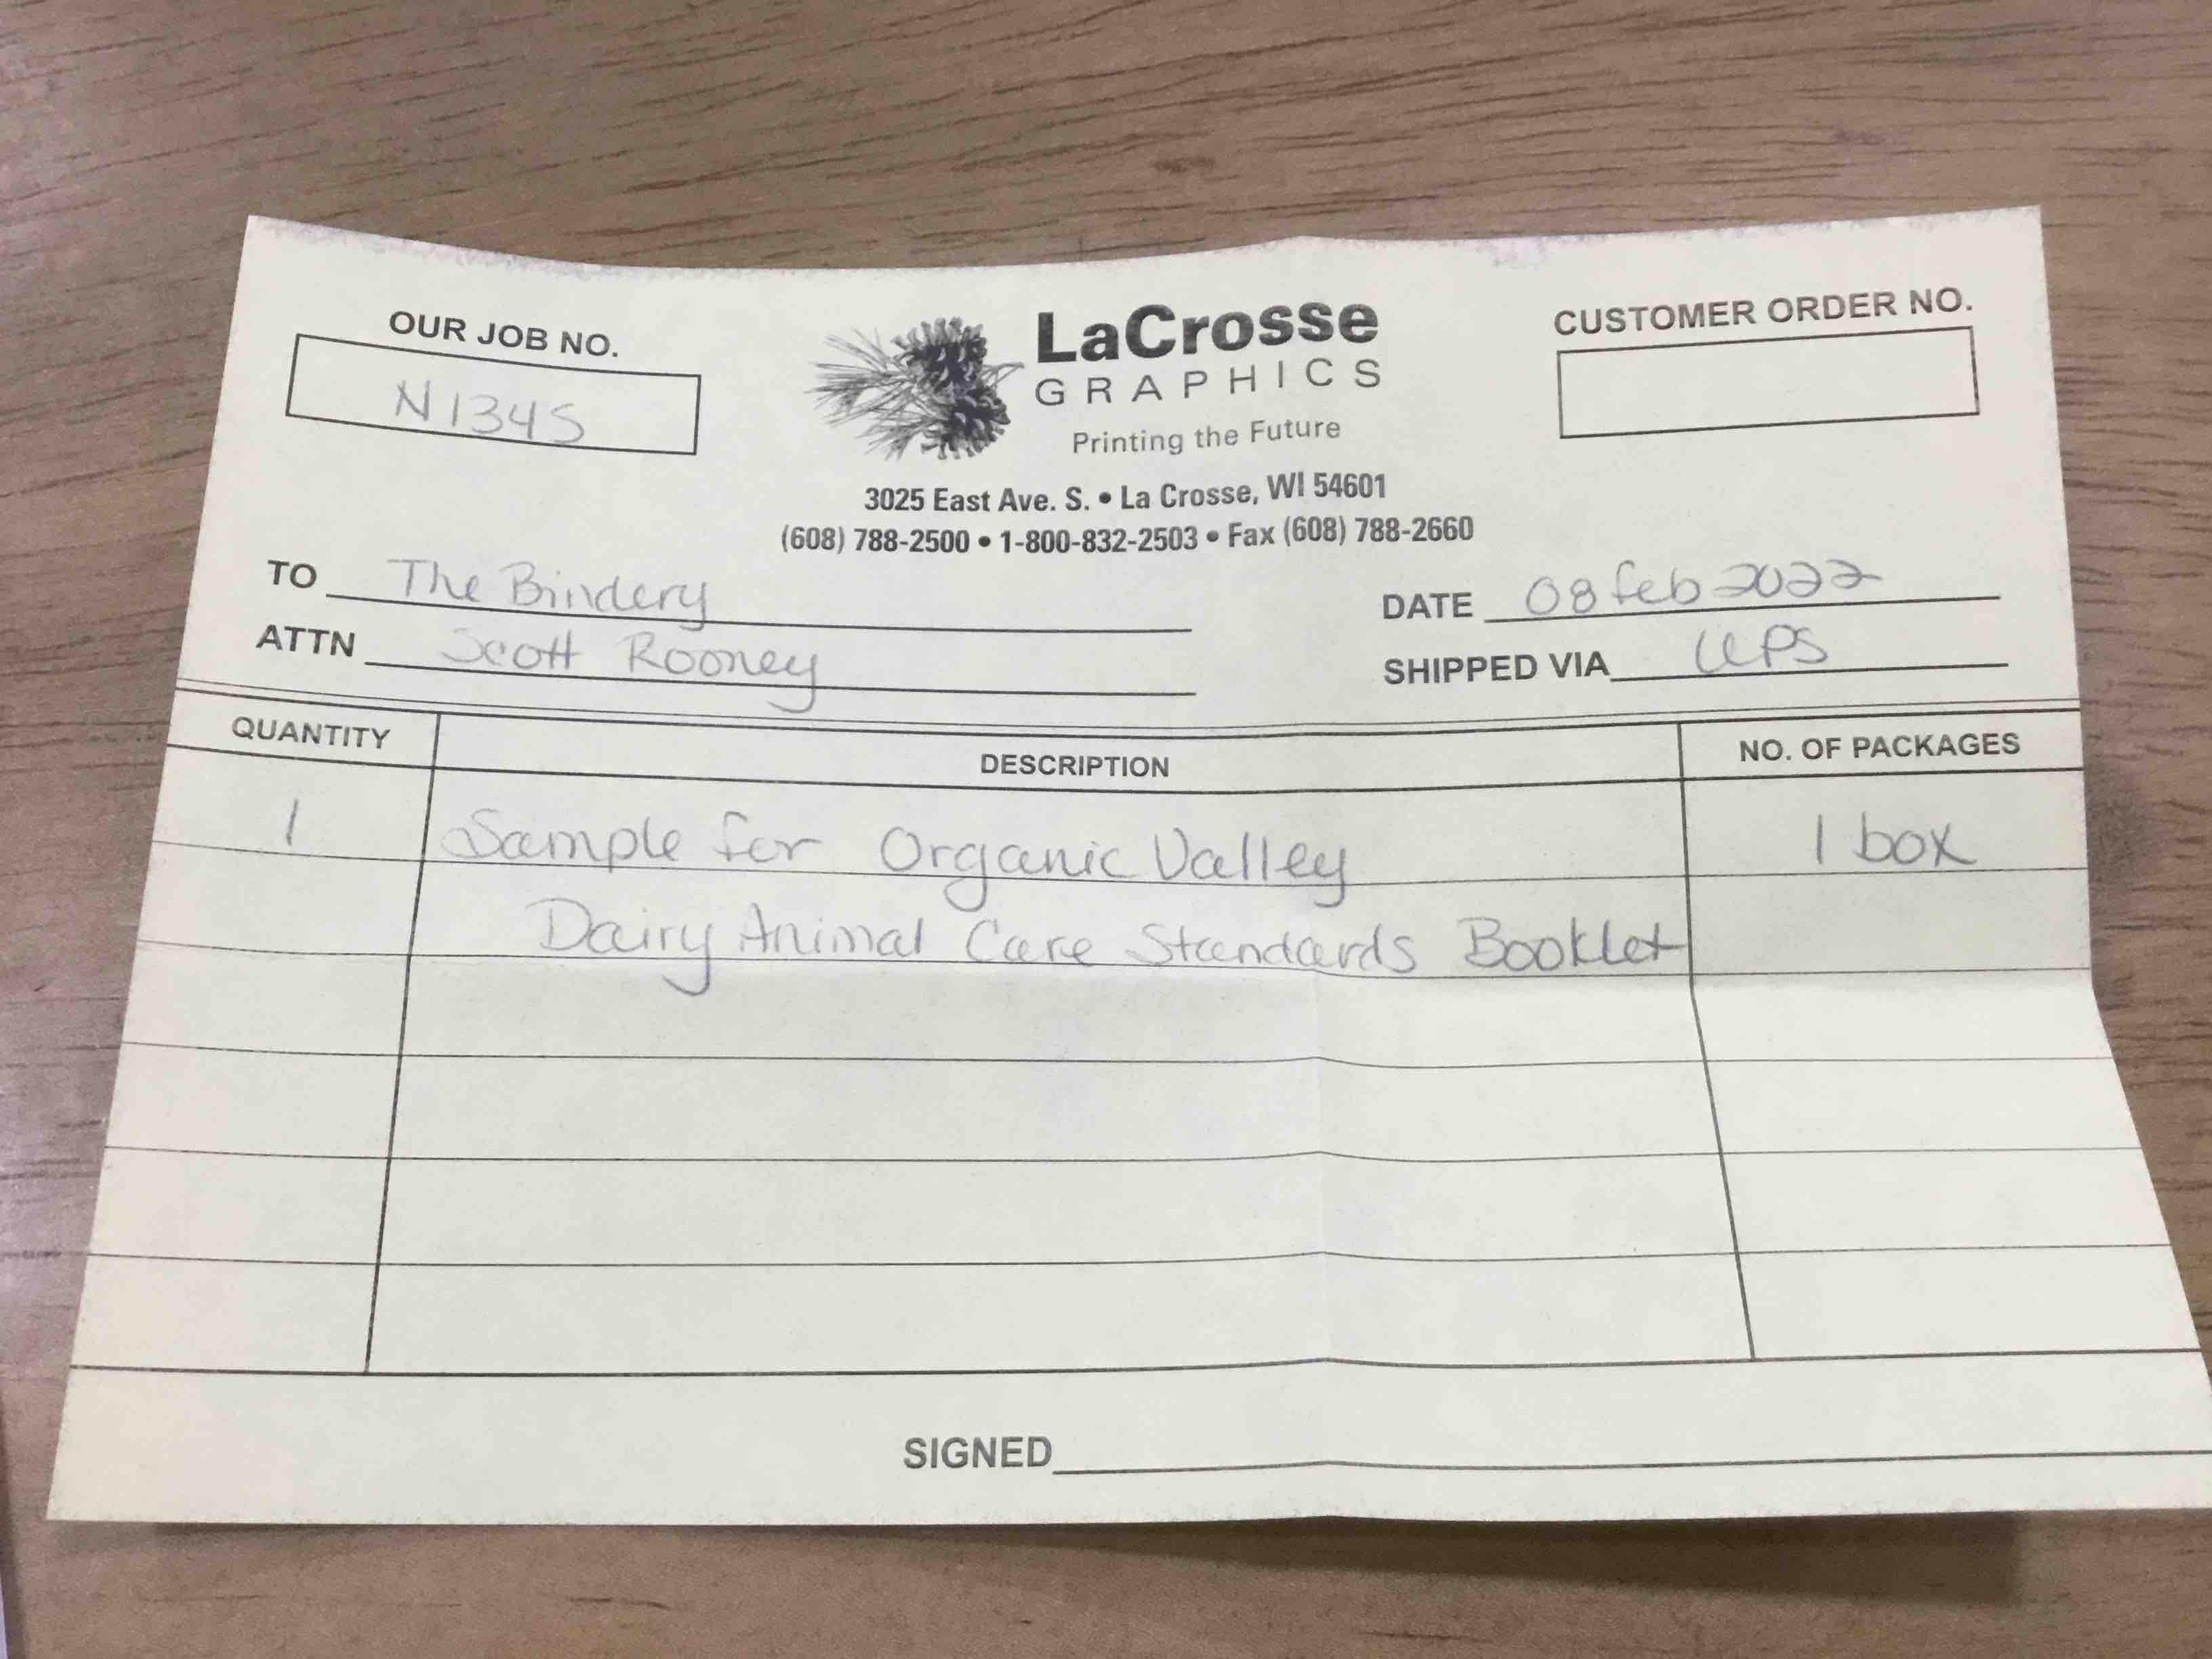 OUR JOB NO.
N1345
LaCrosse
GRAPHICS
Printing the Future
3025 East Ave. S. • La Crosse, WI 54601
(608) 788-2500 • 1-800-832-2503 • Fax (608) 788-2660
CUSTOMER ORDER NO.
TO The Bindery
ATTN Scott Rooney
DATE 08 feb 2022
SHIPPED VIA UPS
QUANTITY DESCRIPTION NO. OF PACKAGES
1 Sample for Organic Valley 1 box
Dairy Animal Care Standards Booklet
SIGNED